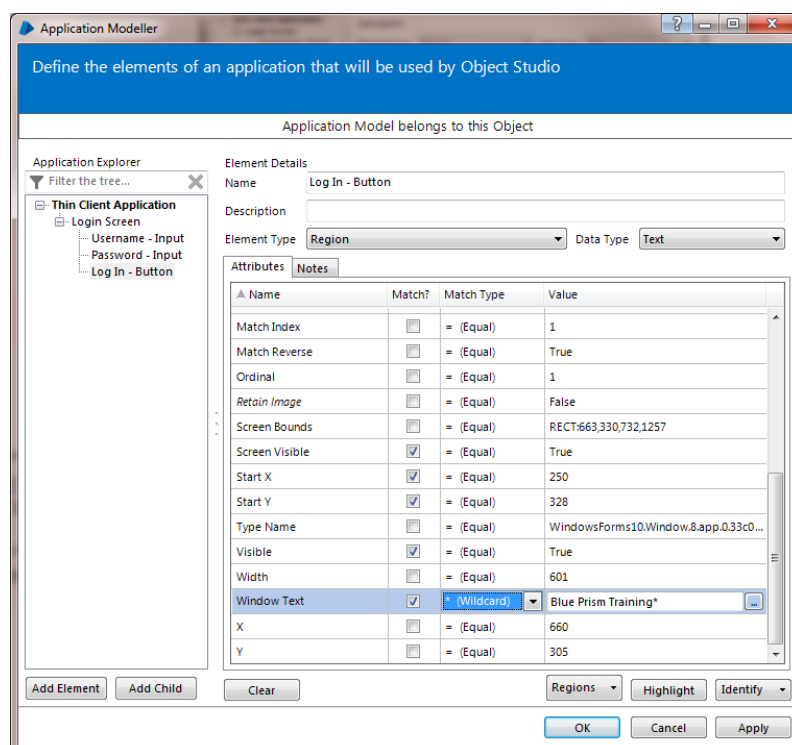 Application Modeller
Define the elements of an application that will be used by Object Studio
Application Model belongs to this Object
Application Explorer
Filter the tree...
Thin Client Application
Login Screen
Username - Input
Password - Input
Log In - Button
Element Details
Name Log In - Button
Description
Element Type Region Data Type Text
Attributes Notes
Name Match? Match Type Value
Match Index = (Equal) 1
Match Reverse = (Equal) True
Ordinal = (Equal) 1
Retain Image = (Equal) False
Screen Bounds = (Equal) RECT:663,330,732,1257
Screen Visible = (Equal) True
Start X = (Equal) 250
Start Y = (Equal) 328
Type Name = (Equal) WindowsForms10.Window.8.app.0.33c0...
Visible = (Equal) True
Width = (Equal) 601
Window Text * (Wildcard) Blue Prism Training* ...
X = (Equal) 660
Y = (Equal) 305
Add Element Add Child Clear Regions Highlight Identify
OK Cancel Apply